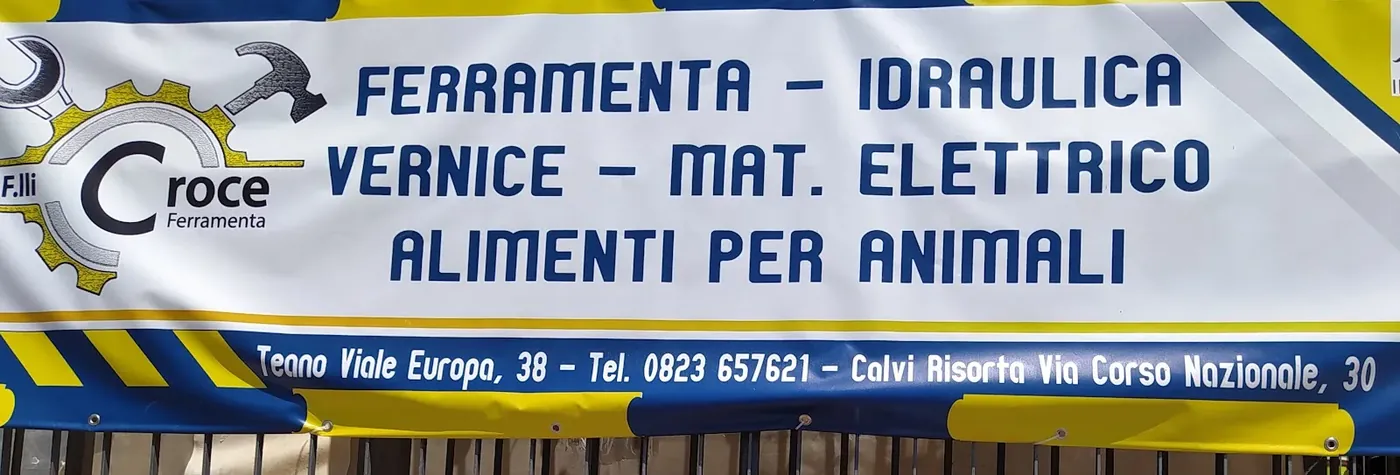 FERRAMENTA – IDRAULICA
VERNICE – MAT. ELETTRICO
ALIMENTI PER ANIMALI
F.lli Croce
Ferramenta
Teano Viale Europa, 38 – Tel. 0823 657621 – Calvi Risorta Via Corso Nazionale, 30